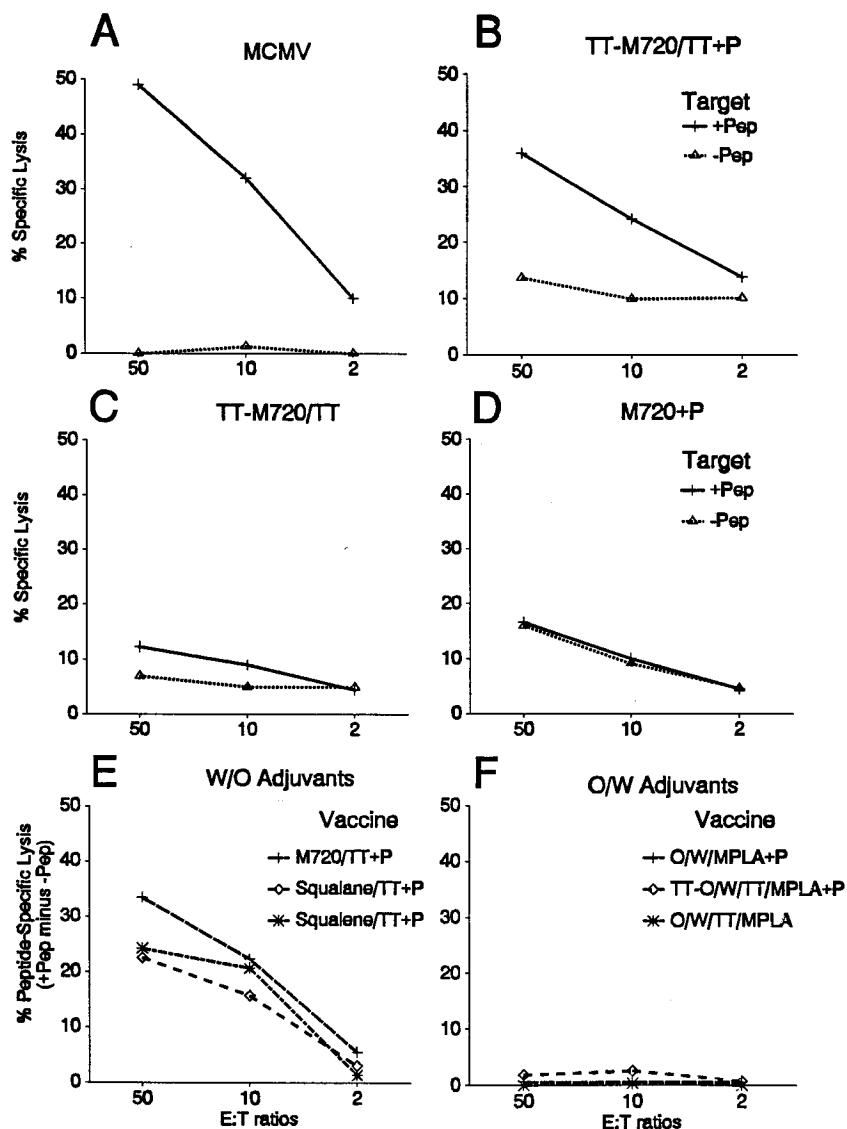 A
MCMV
% Specific Lysis
50
40
30
20
10
0
50 10 2
B
TT-M720/TT+P
Target
+Pep
-Pep
50
40
30
20
10
0
50 10 2
C
TT-M720/TT
% Specific Lysis
50
40
30
20
10
0
50 10 2
D
M720+P
Target
+Pep
-Pep
50
40
30
20
10
0
50 10 2
E
W/O Adjuvants
Vaccine
M720/TT+P
Squalane/TT+P
Squalene/TT+P
% Peptide-Specific Lysis
(+Pep minus -Pep)
50
40
30
20
10
0
50 10 2
E:T ratios
F
O/W Adjuvants
Vaccine
O/W/MPLA+P
TT-O/W/TT/MPLA+P
O/W/TT/MPLA
50
40
30
20
10
0
50 10 2
E:T ratios